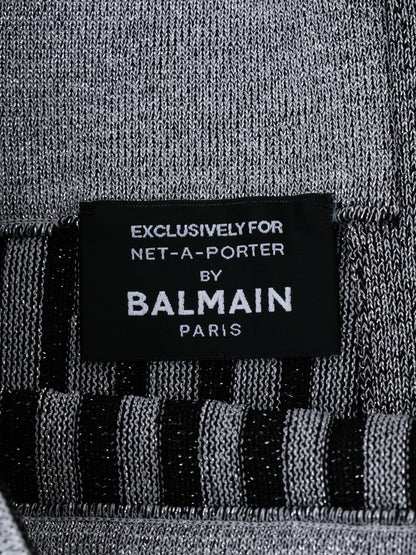 EXCLUSIVELY FOR
NET-A-PORTER
BY
BALMAIN
PARIS